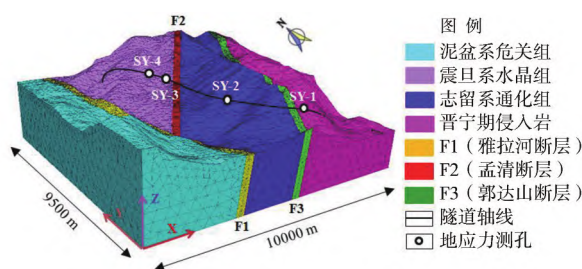 F2
N
图 例
SY-4
SY-3
SY-2
SY-1
泥盆系危关组
震旦系水晶组
志留系通化组
晋宁期侵入岩
F1（雅拉河断层）
F2（孟清断层）
F3（郭达山断层）
隧道轴线
地应力测孔
Z
Y
X
F1
F3
9500 m
10000 m